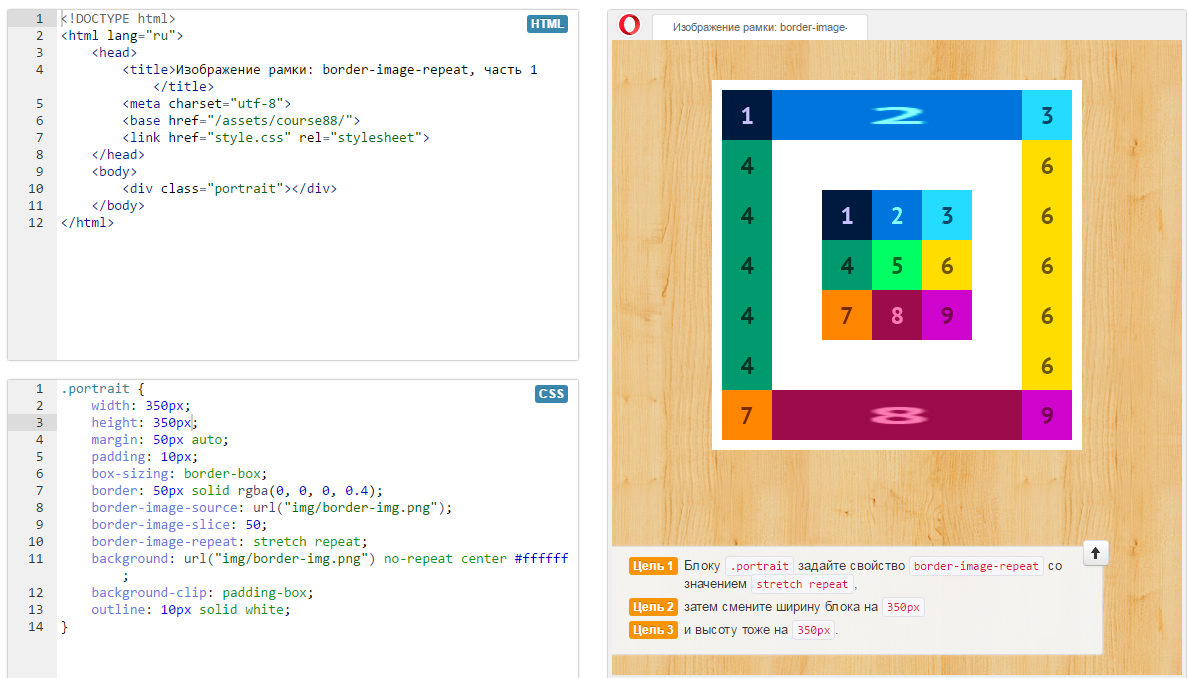 1 <!DOCTYPE html>
HTML
2 <html lang="ru">
3 <head>
4 <title>Изображение рамки: border-image-repeat, часть 1
</title>
5 <meta charset="utf-8">
6 <base href="/assets/course88/">
7 <link href="style.css" rel="stylesheet">
8 </head>
9 <body>
10 <div class="portrait"></div>
11 </body>
12 </html>
1 .portrait {
CSS
2 width: 350px;
3 height: 350px;
4 margin: 50px auto;
5 padding: 10px;
6 box-sizing: border-box;
7 border: 50px solid rgba(0, 0, 0, 0.4);
8 border-image-source: url("img/border-img.png");
9 border-image-slice: 50;
10 border-image-repeat: stretch repeat;
11 background: url("img/border-img.png") no-repeat center #ffffff
;
12 background-clip: padding-box;
13 outline: 10px solid white;
14 }
Изображение рамки: border-image-
1 2 3
4 6
4 1 2 3 6
4 4 5 6 6
4 7 8 9 6
4 6
7 8 9
Цель 1 Блоку .portrait задайте свойство border-image-repeat со
значением stretch repeat,
Цель 2 затем смените ширину блока на 350px
Цель 3 и высоту тоже на 350px.